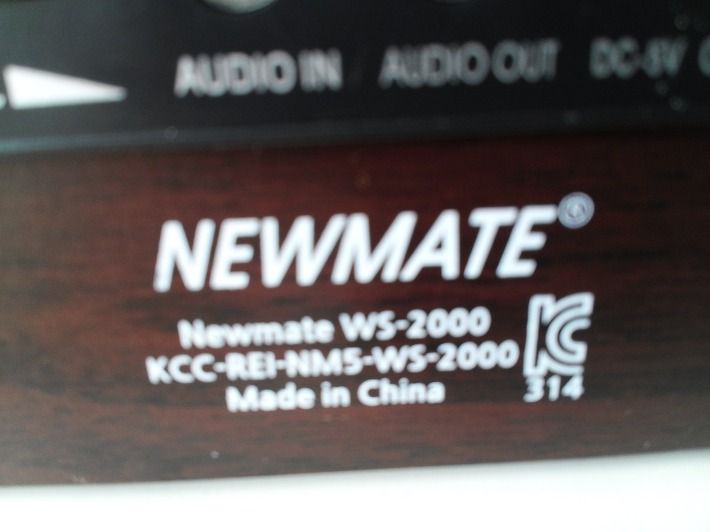 AUDIO IN AUDIO OUT DC-5V
NEWMATE®
Newmate WS-2000
KCC-REI-NM5-WS-2000
Made in China
KC
314